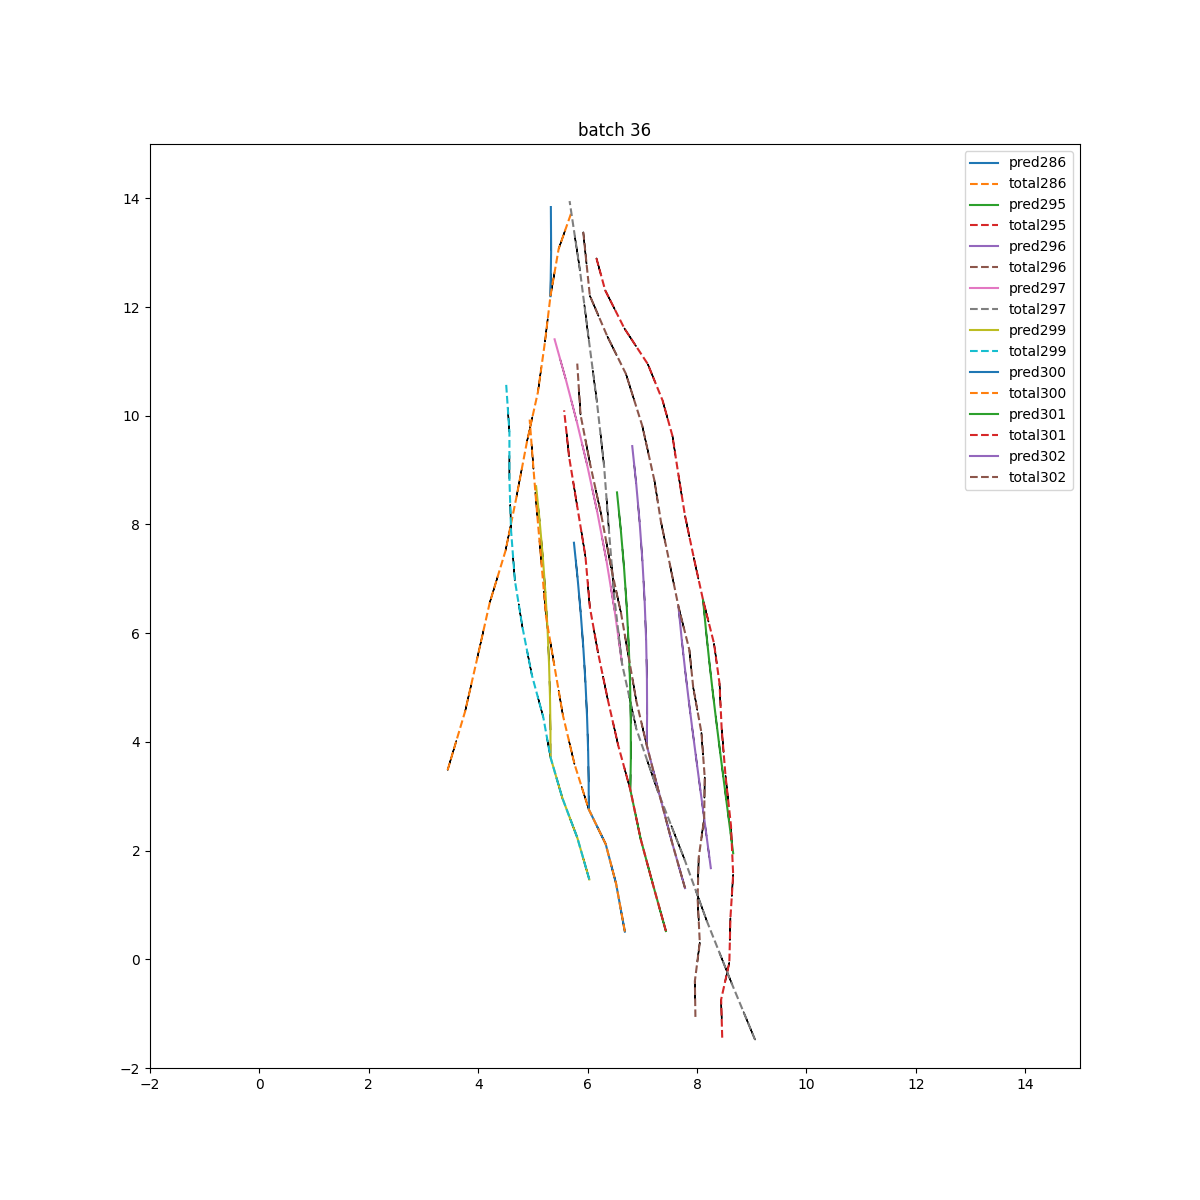 batch 36
pred286
total286
pred295
total295
pred296
total296
pred297
total297
pred299
total299
pred300
total300
pred301
total301
pred302
total302
14
12
10
8
6
4
2
0
−2
−2 0 2 4 6 8 10 12 14